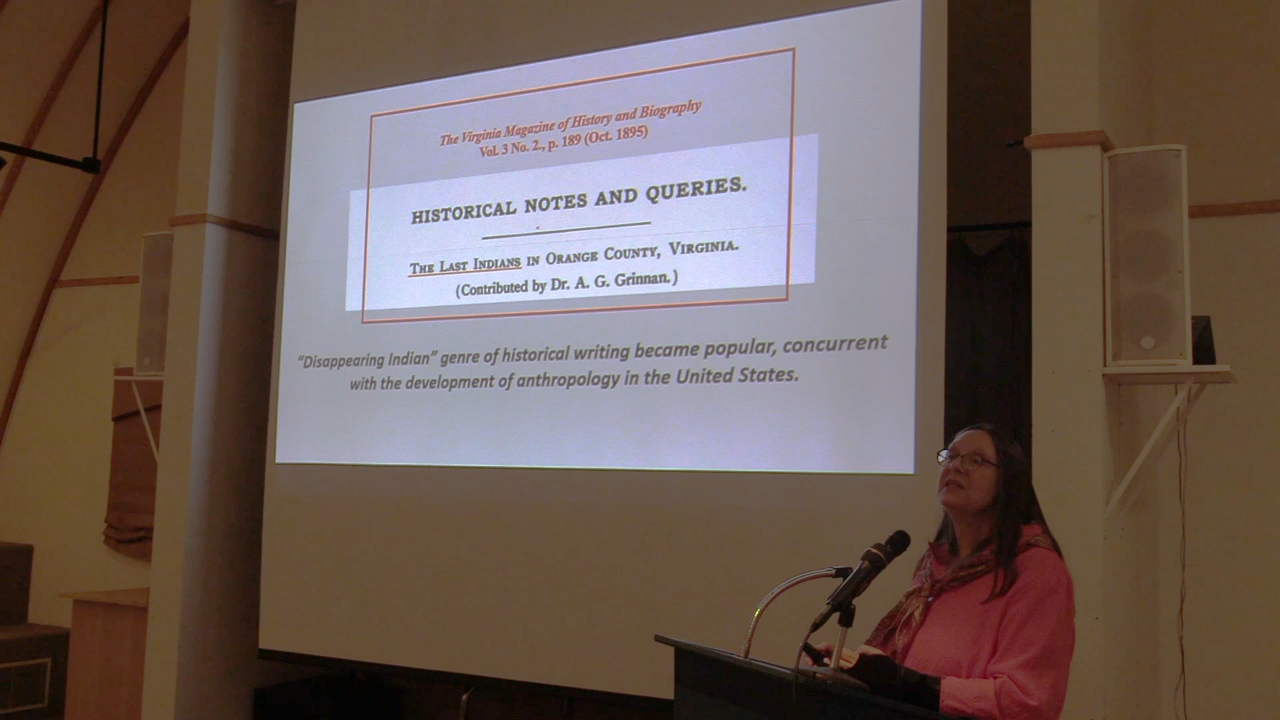 The Virginia Magazine of History and Biography
Vol. 3 No. 2., p. 189 (Oct. 1895)
HISTORICAL NOTES AND QUERIES.
THE LAST INDIANS IN ORANGE COUNTY, VIRGINIA.
(Contributed by Dr. A. G. Grinnan.)
“Disappearing Indian” genre of historical writing became popular, concurrent
with the development of anthropology in the United States.